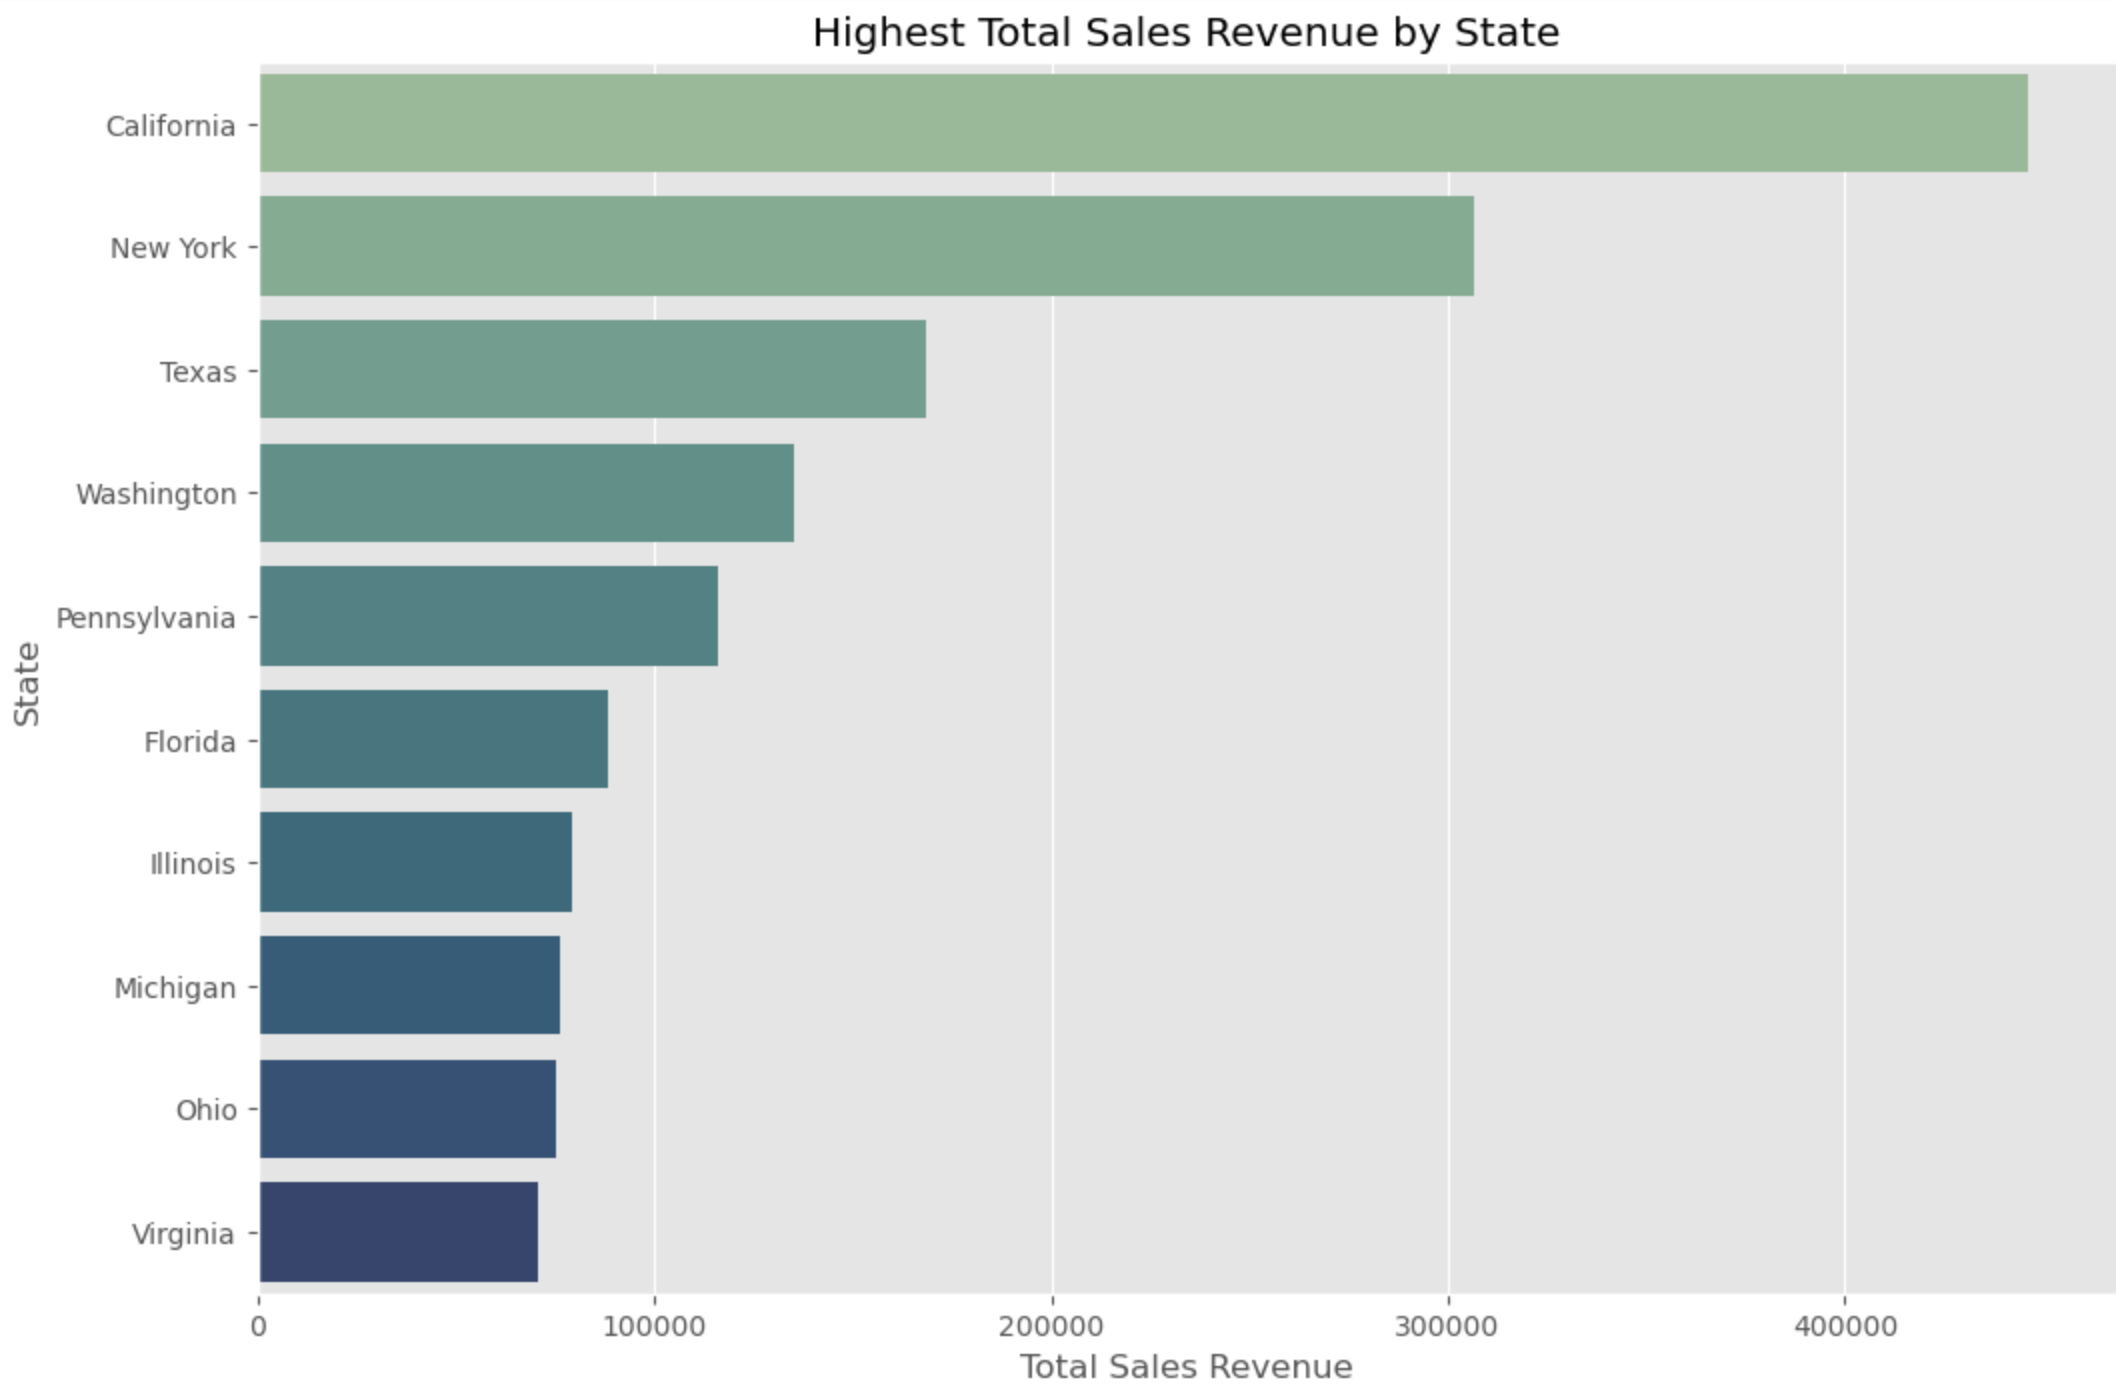 Highest Total Sales Revenue by State
California
New York
Texas
Washington
Pennsylvania
Florida
Illinois
Michigan
Ohio
Virginia
State
0 100000 200000 300000 400000
Total Sales Revenue